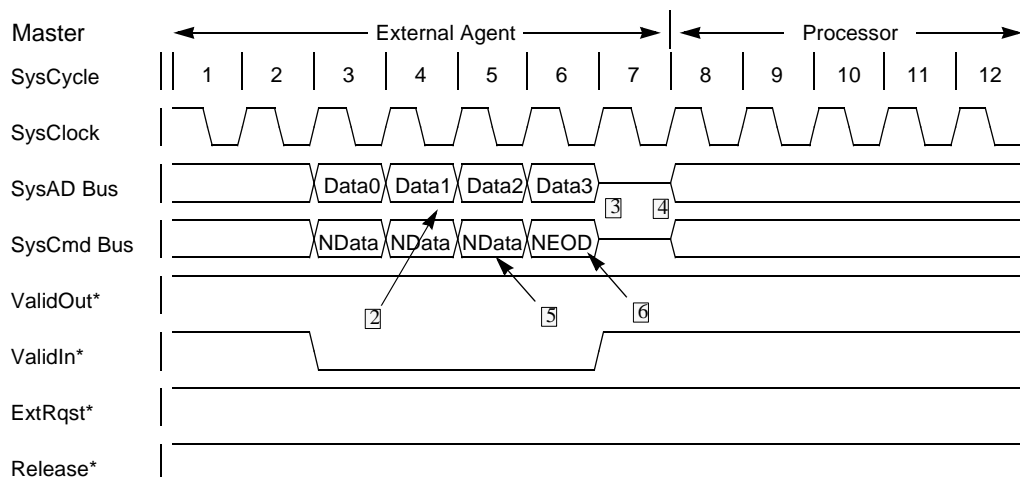 Master External Agent Processor
SysCycle 1 2 3 4 5 6 7 8 9 10 11 12
SysClock
SysAD Bus Data0 Data1 Data2 Data3
3 4
SysCmd Bus NData NData NData NEOD
ValidOut*
2 5 6
ValidIn*
ExtRqst*
Release*